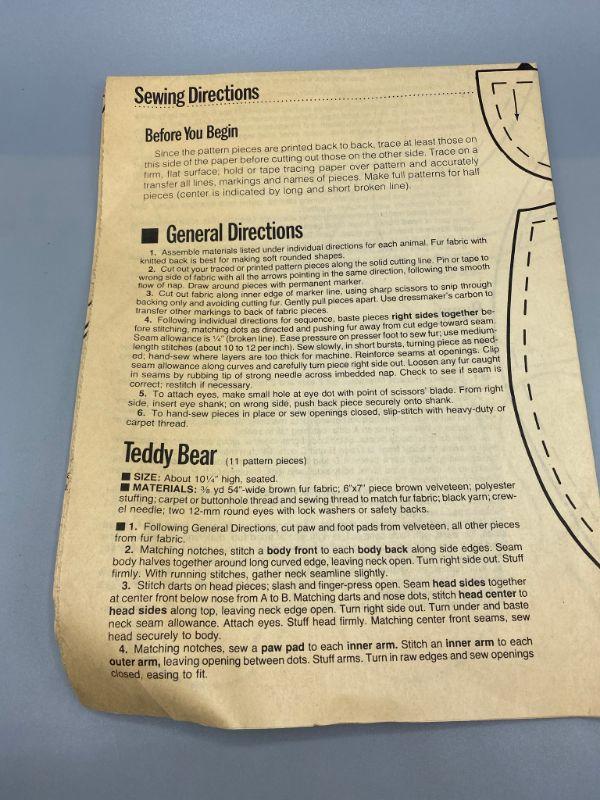 Sewing Directions
Before You Begin
Since the pattern pieces are printed back to back, trace at least those on
this side of the paper before cutting out those on the other side. Trace on a
firm, flat surface; hold or tape tracing paper over pattern and accurately
transfer all lines, markings and names of pieces. Make full patterns for half
pieces (center is indicated by long and short broken line).
■ General Directions
1. Assemble materials listed under individual directions for each animal. Fur fabric with
knitted back is best for making soft rounded shapes.
2. Cut out your traced or printed pattern pieces along the solid cutting line. Pin or tape to
wrong side of fabric with all the arrows pointing in the same direction, following the smooth
flow of nap. Draw around pieces with permanent marker.
3. Cut out fabric along inner edge of marker line, using sharp scissors to snip through
backing only and avoiding cutting fur. Gently pull pieces apart. Use dressmaker's carbon to
transfer other markings to back of fabric pieces.
4. Following individual directions for sequence, baste pieces right sides together be-
fore stitching, matching dots as directed and pushing fur away from cut edge toward seam.
Seam allowance is ¼" (broken line). Ease pressure on presser foot to sew fur; use medium-
length stitches (about 10 to 12 per inch). Sew slowly, in short bursts, turning piece as need-
ed; hand-sew where layers are too thick for machine. Reinforce seams at openings. Clip
seam allowance along curves and carefully turn piece right side out. Loosen any fur caught
in seams by rubbing tip of strong needle across imbedded nap. Check to see if seam is
correct; restitch if necessary.
5. To attach eyes, make small hole at eye dot with point of scissors' blade. From right
side, insert eye shank; on wrong side, push back piece securely onto shank.
6. To hand-sew pieces in place or sew openings closed, slip-stitch with heavy-duty or
carpet thread.
Teddy Bear (11 pattern pieces)
■ SIZE: About 10¼" high, seated.
■ MATERIALS: ⅜ yd 54"-wide brown fur fabric; 6"x7" piece brown velveteen; polyester
stuffing; carpet or buttonhole thread and sewing thread to match fur fabric; black yarn; crew-
el needle; two 12-mm round eyes with lock washers or safety backs.
■ 1. Following General Directions, cut paw and foot pads from velveteen, all other pieces
from fur fabric.
2. Matching notches, stitch a body front to each body back along side edges. Seam
body halves together around long curved edge, leaving neck open. Turn right side out. Stuff
firmly. With running stitches, gather neck seamline slightly.
3. Stitch darts on head pieces; slash and finger-press open. Seam head sides together
at center front below nose from A to B. Matching darts and nose dots, stitch head center to
head sides along top, leaving neck edge open. Turn right side out. Turn under and baste
neck seam allowance. Attach eyes. Stuff head firmly. Matching center front seams, sew
head securely to body.
4. Matching notches, sew a paw pad to each inner arm. Stitch an inner arm to each
outer arm, leaving opening between dots. Stuff arms. Turn in raw edges and sew openings
closed, easing to fit.